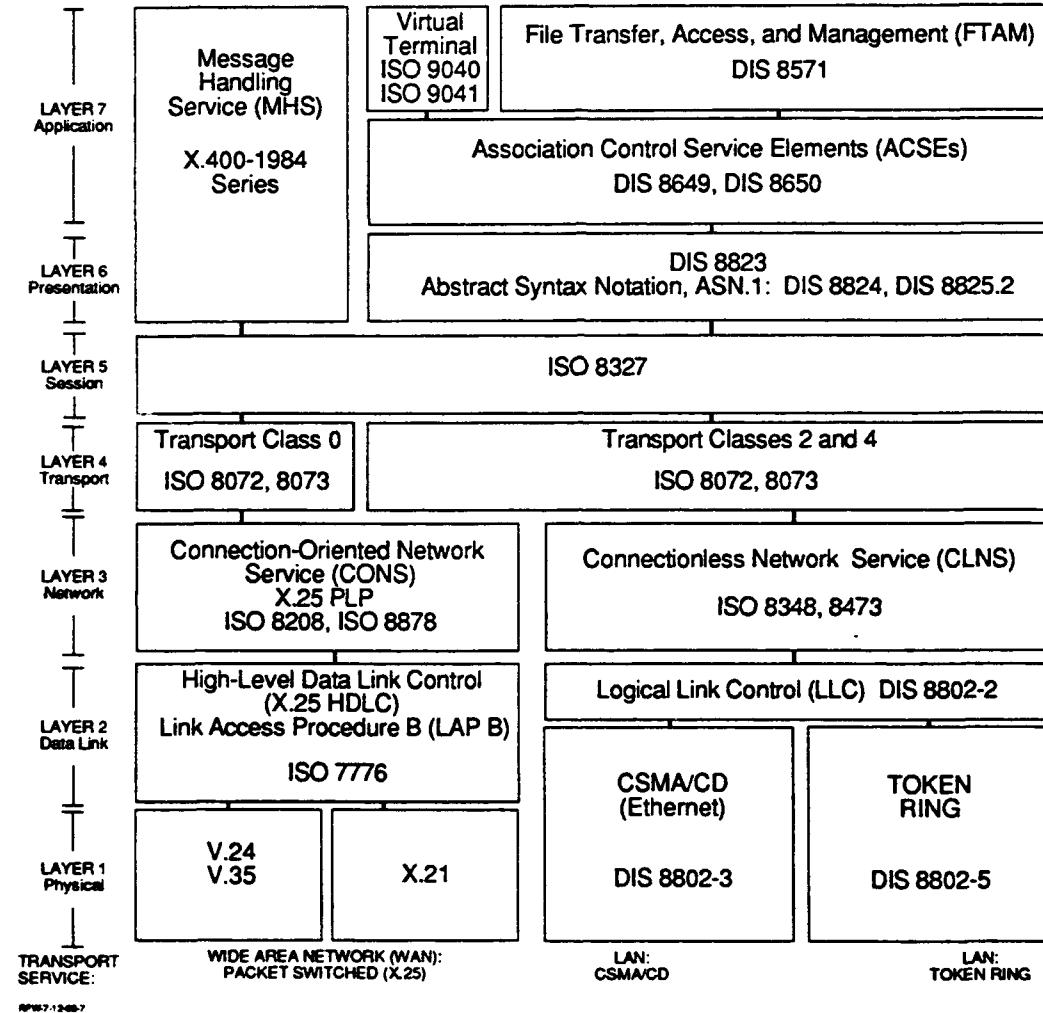 LAYER 7
Application
Message
Handling
Service (MHS)
X.400-1984
Series
Virtual
Terminal
ISO 9040
ISO 9041
File Transfer, Access, and Management (FTAM)
DIS 8571
Association Control Service Elements (ACSEs)
DIS 8649, DIS 8650
LAYER 6
Presentation
DIS 8823
Abstract Syntax Notation, ASN.1: DIS 8824, DIS 8825.2
LAYER 5
Session
ISO 8327
LAYER 4
Transport
Transport Class 0
ISO 8072, 8073
Transport Classes 2 and 4
ISO 8072, 8073
LAYER 3
Network
Connection-Oriented Network
Service (CONS)
X.25 PLP
ISO 8208, ISO 8878
Connectionless Network Service (CLNS)
ISO 8348, 8473
LAYER 2
Data Link
High-Level Data Link Control
(X.25 HDLC)
Link Access Procedure B (LAP B)
ISO 7776
Logical Link Control (LLC) DIS 8802-2
CSMA/CD
(Ethernet)
DIS 8802-3
TOKEN
RING
DIS 8802-5
LAYER 1
Physical
V.24
V.35
X.21
TRANSPORT
SERVICE:
WIDE AREA NETWORK (WAN):
PACKET SWITCHED (X.25)
LAN:
CSMA/CD
LAN:
TOKEN RING